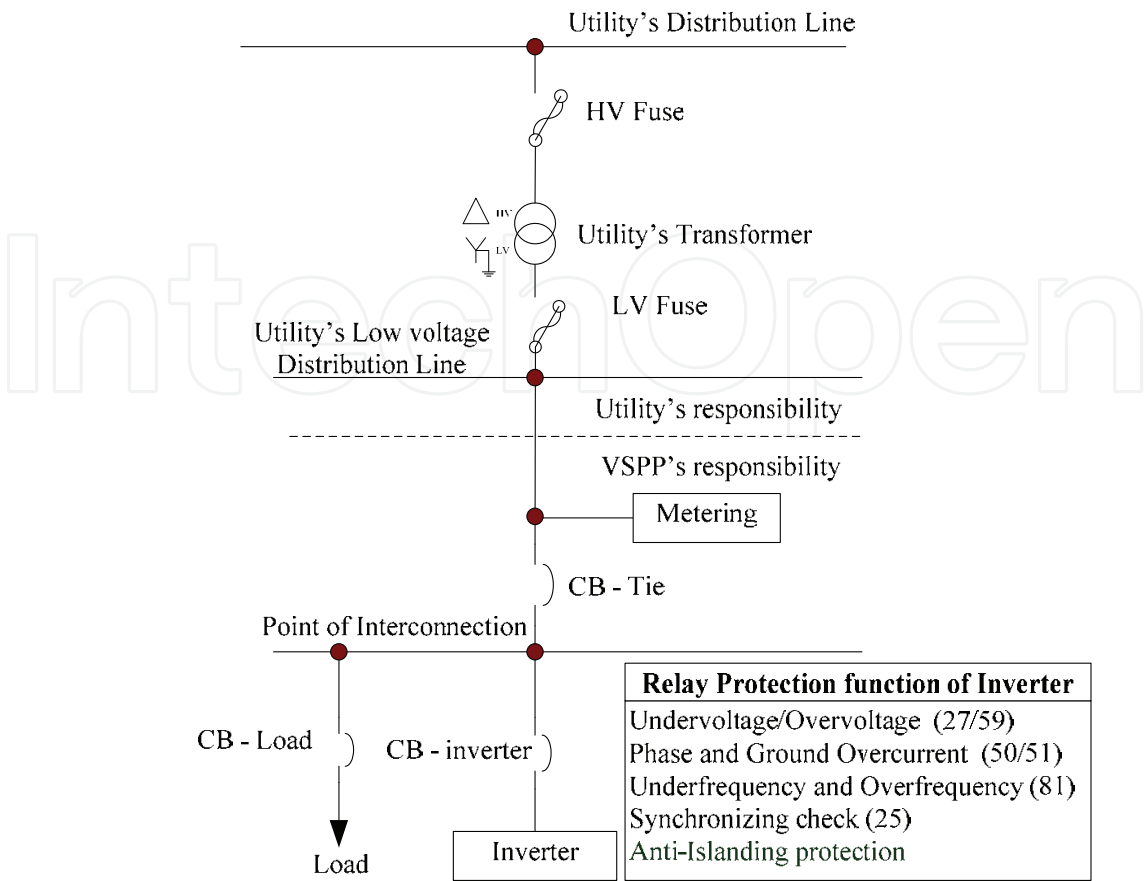 Utility's Distribution Line
HV Fuse
HV
LV
Utility's Transformer
LV Fuse
Utility's Low voltage
Distribution Line
Utility's responsibility
VSPP's responsibility
Metering
CB - Tie
Point of Interconnection
CB - Load
CB - inverter
Load
Inverter
Relay Protection function of Inverter
Undervoltage/Overvoltage (27/59)
Phase and Ground Overcurrent (50/51)
Underfrequency and Overfrequency (81)
Synchronizing check (25)
Anti-Islanding protection
IntechOpen